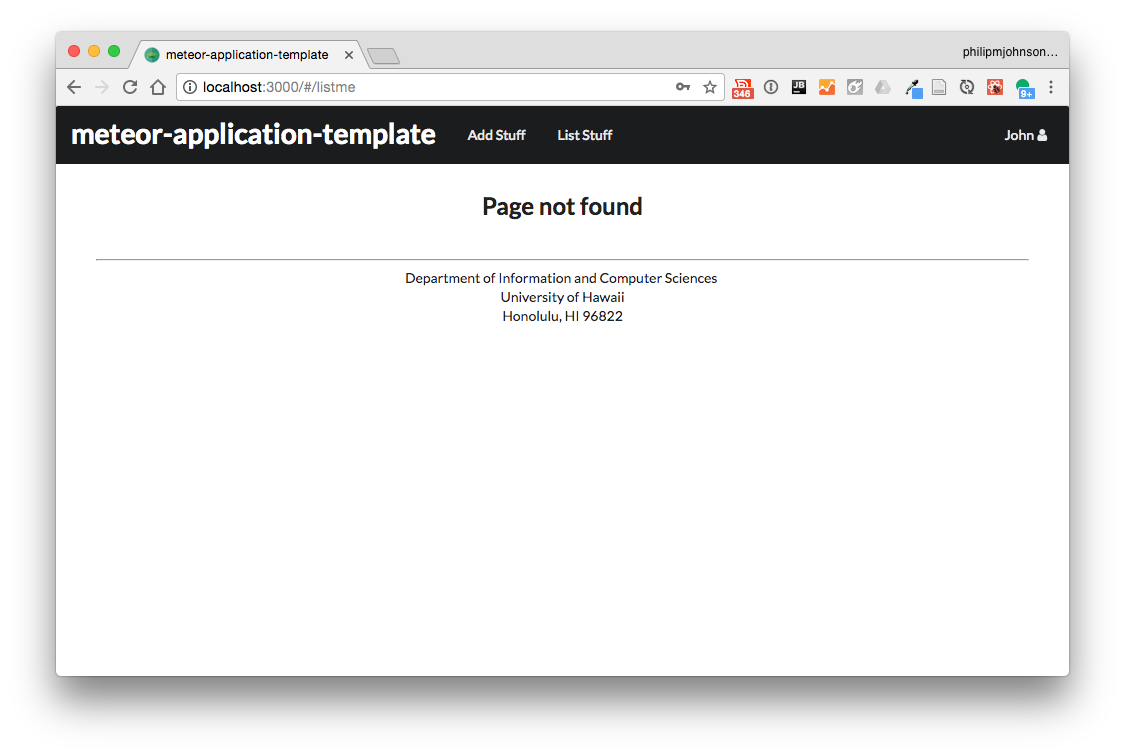 meteor-application-template
philipmjohnson...
localhost:3000/#/listme
346
JB
9+
meteor-application-template
Add Stuff
List Stuff
John
Page not found
Department of Information and Computer Sciences
University of Hawaii
Honolulu, HI 96822